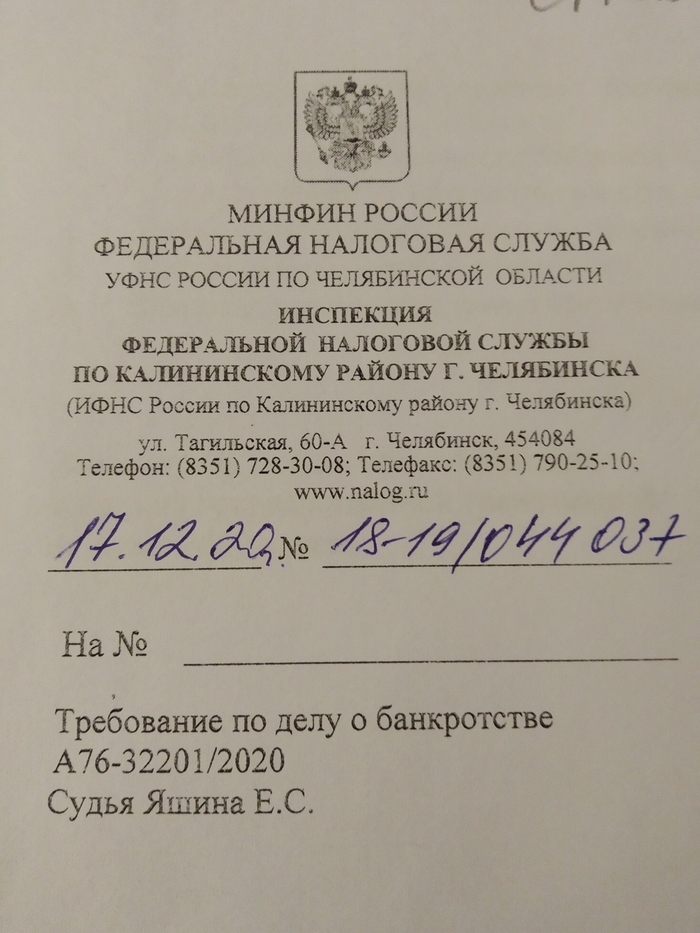 МИНФИН РОССИИ
ФЕДЕРАЛЬНАЯ НАЛОГОВАЯ СЛУЖБА
УФНС РОССИИ ПО ЧЕЛЯБИНСКОЙ ОБЛАСТИ
ИНСПЕКЦИЯ
ФЕДЕРАЛЬНОЙ НАЛОГОВОЙ СЛУЖБЫ
ПО КАЛИНИНСКОМУ РАЙОНУ Г. ЧЕЛЯБИНСКА
(ИФНС России по Калининскому району г. Челябинска)
ул. Тагильская, 60-А г. Челябинск, 454084
Телефон: (8351) 728-30-08; Телефакс: (8351) 790-25-10;
www.nalog.ru
17.12.20 № 18-19/044037
На №
Требование по делу о банкротстве
А76-32201/2020
Судья Яшина Е.С.